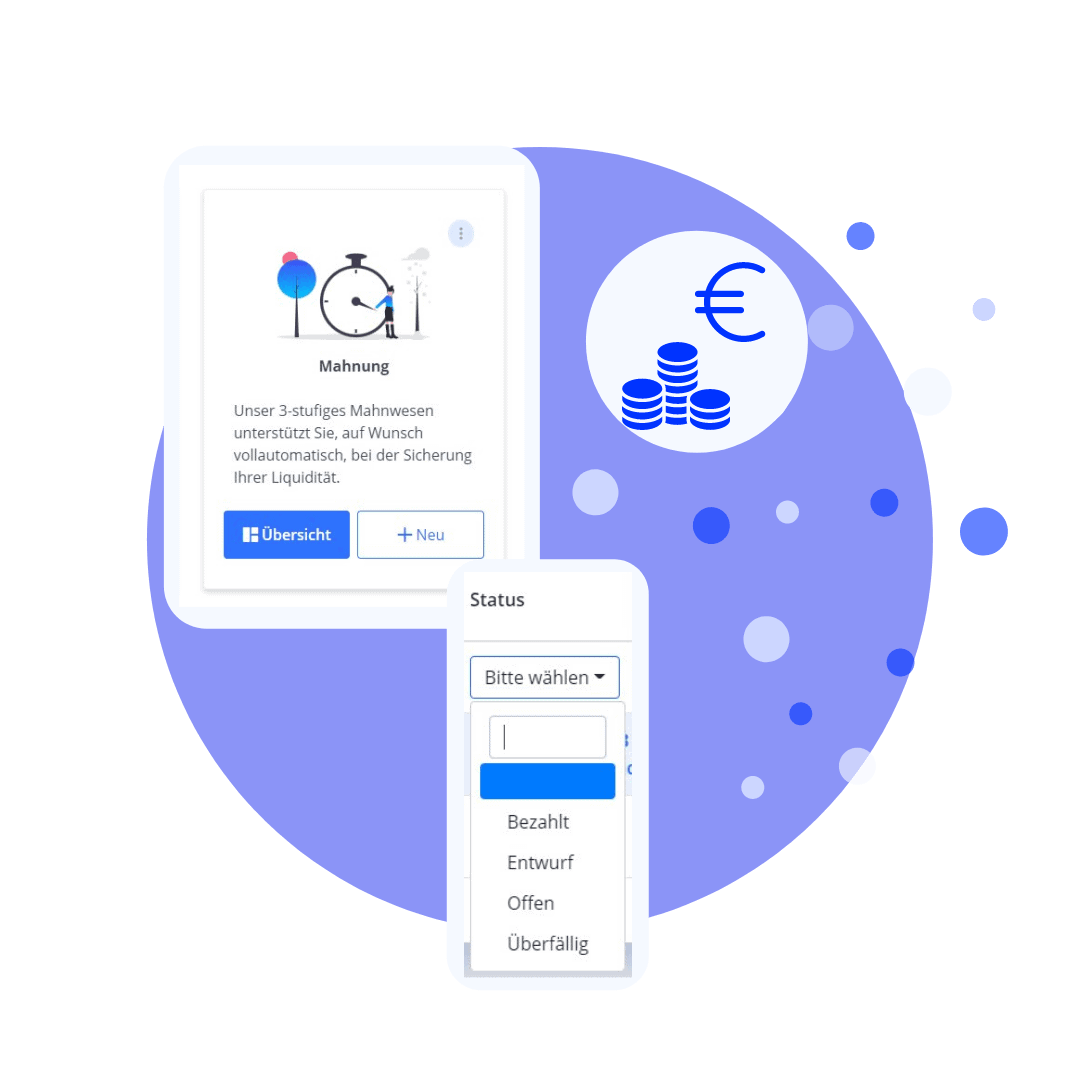 Mahnung
Unser 3-stufiges Mahnwesen
unterstützt Sie, auf Wunsch
vollautomatisch, bei der Sicherung
Ihrer Liquidität.
Übersicht
Neu
€
Status
Bitte wählen
Bezahlt
Entwurf
Offen
Überfällig